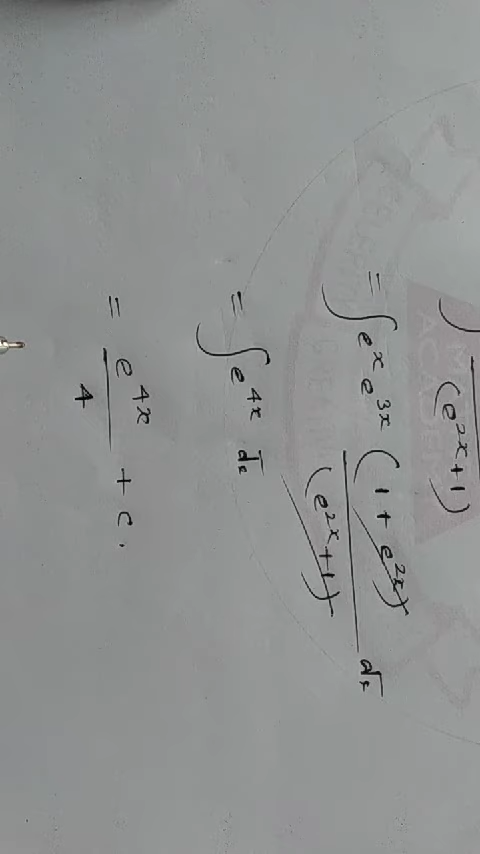 ∫ / (e^{2x}+1)
= ∫ e^x e^{3x} (1 + e^{2x}) / (e^{2x}+1) dx
= ∫ e^{4x} dx
= e^{4x} / 4 + c.